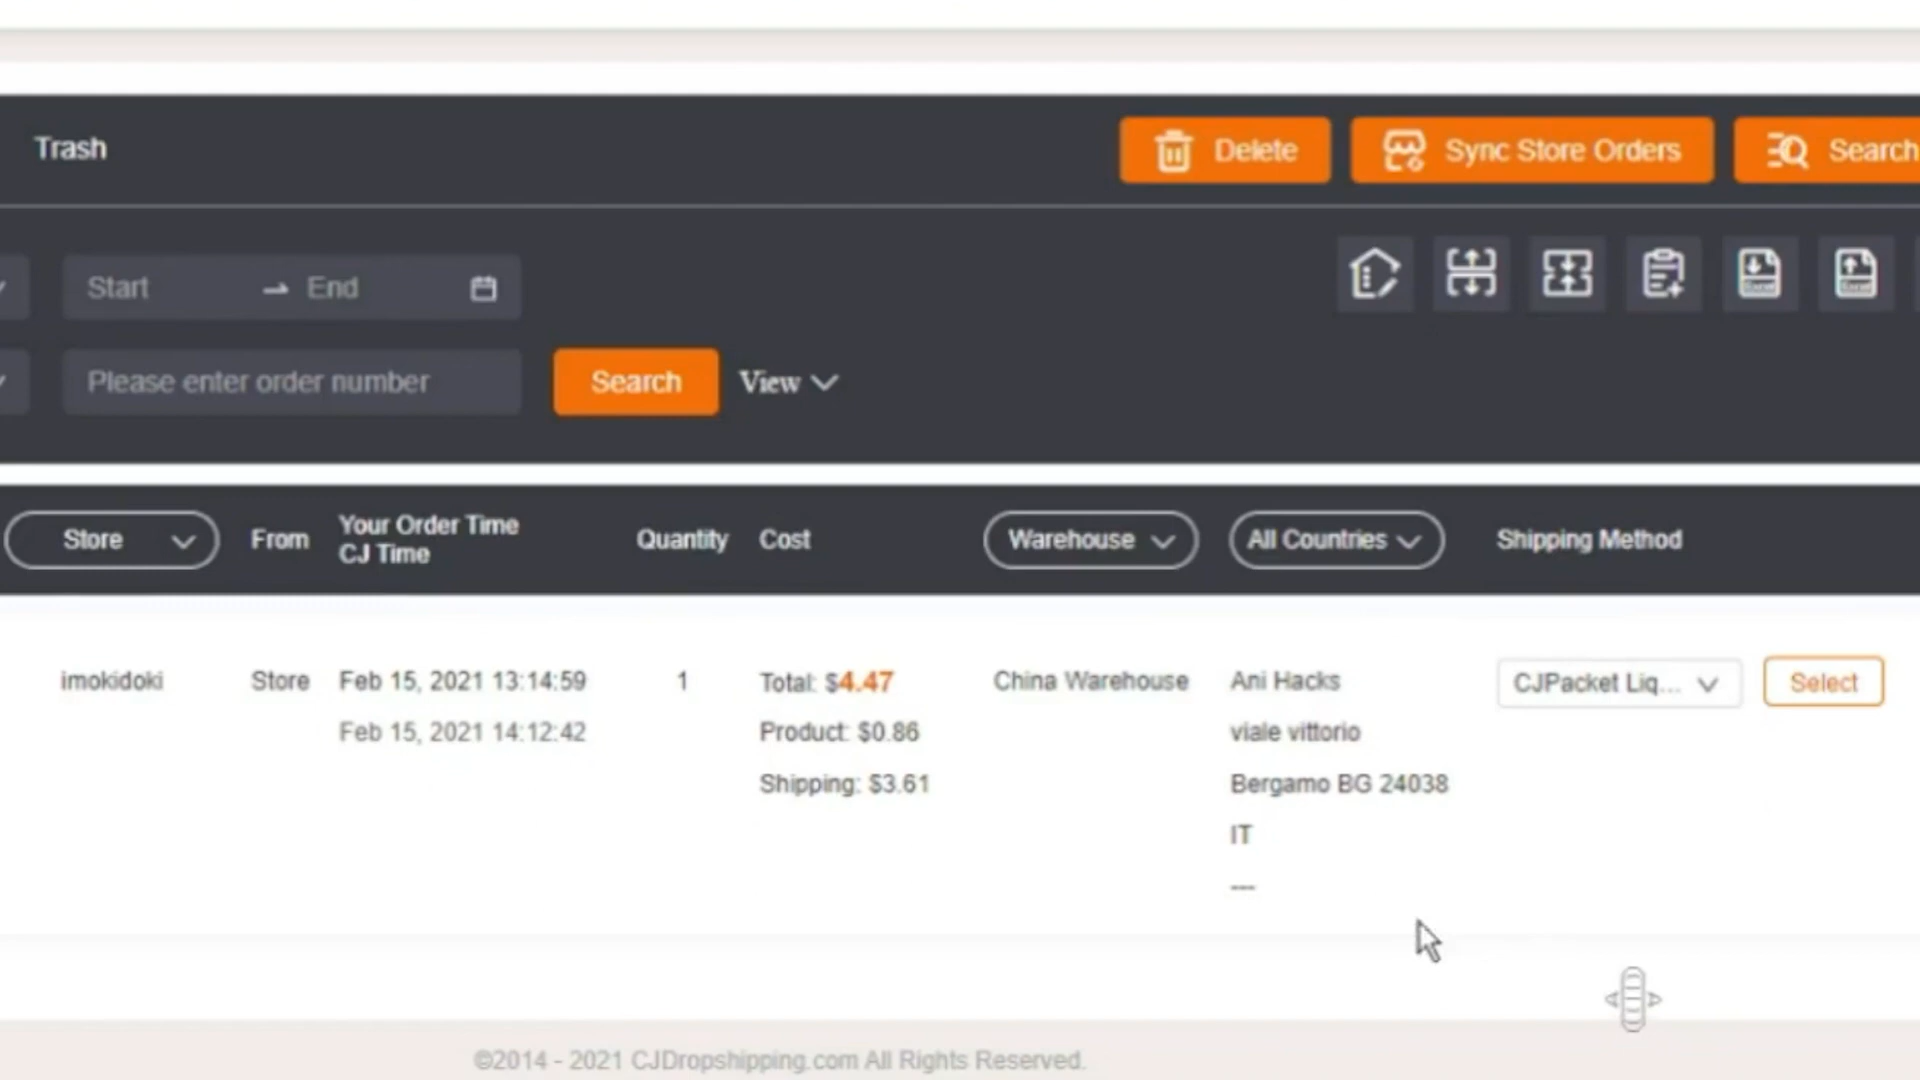 Trash
Delete
Sync Store Orders
Search
Start
End
Please enter order number
Search
View
Store
From
Your Order Time
CJ Time
Quantity
Cost
Warehouse
All Countries
Shipping Method
imokidoki
Store
Feb 15, 2021 13:14:59
Feb 15, 2021 14:12:42
1
Total: $4.47
Product: $0.86
Shipping: $3.61
China Warehouse
Ani Hacks
viale vittorio
Bergamo BG 24038
IT
---
CJPacket Liq...
Select
©2014 - 2021 CJDropshipping.com All Rights Reserved.